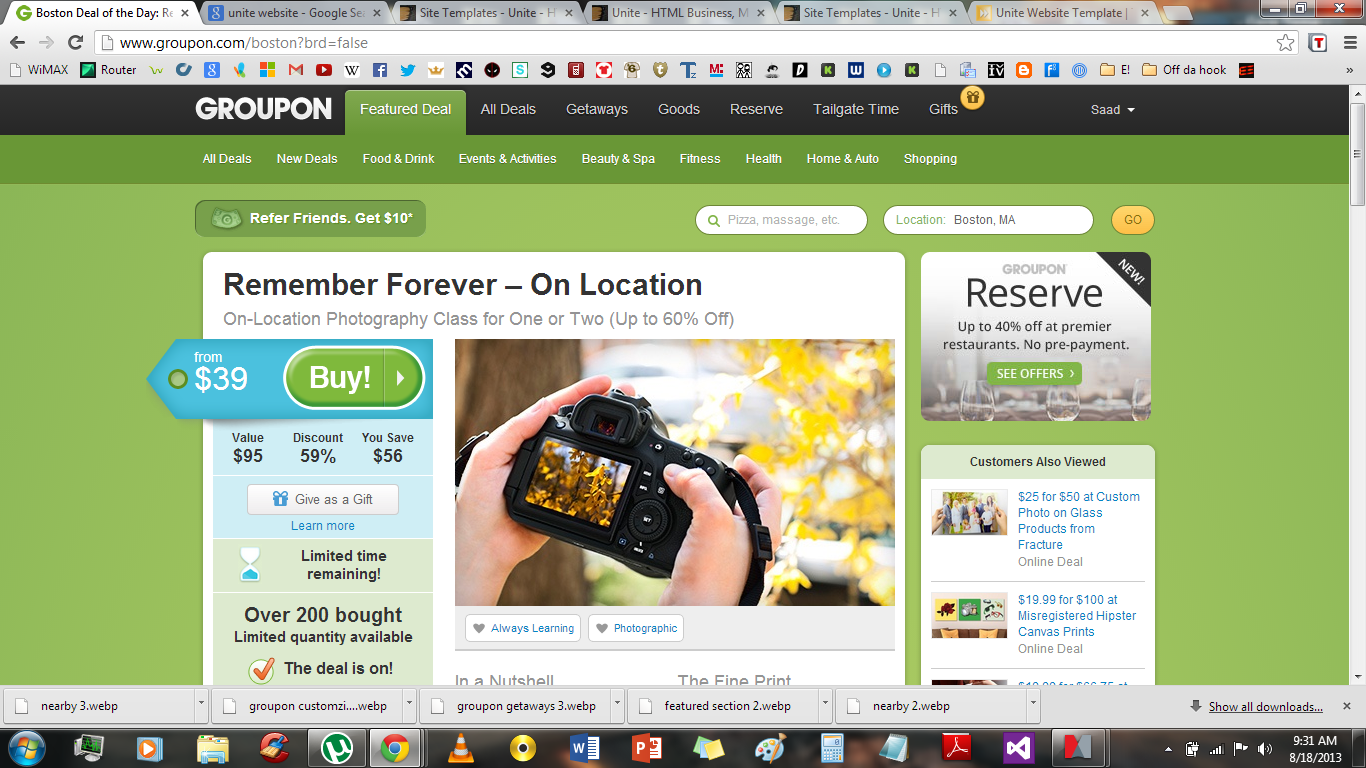 Boston Deal of the Day: Re
unite website - Google Sea
Site Templates - Unite - H
Unite - HTML Business, M
Site Templates - Unite - H
Unite Website Template |
www.groupon.com/boston?brd=false
WiMAX
Router
E!
Off da hook
»
GROUPON
Featured Deal
All Deals
Getaways
Goods
Reserve
Tailgate Time
Gifts
Saad
All Deals
New Deals
Food & Drink
Events & Activities
Beauty & Spa
Fitness
Health
Home & Auto
Shopping
Refer Friends. Get $10*
Pizza, massage, etc.
Location: Boston, MA
GO
Remember Forever – On Location
On-Location Photography Class for One or Two (Up to 60% Off)
from
$39
Buy!
Value
Discount
You Save
$95
59%
$56
Give as a Gift
Learn more
Limited time
remaining!
Over 200 bought
Limited quantity available
The deal is on!
Always Learning
Photographic
In a Nutshell
The Fine Print
GROUPON
NEW!
Reserve
Up to 40% off at premier
restaurants. No pre-payment.
SEE OFFERS ›
Customers Also Viewed
$25 for $50 at Custom
Photo on Glass
Products from
Fracture
Online Deal
$19.99 for $100 at
Misregistered Hipster
Canvas Prints
Online Deal
nearby 3.webp
groupon customzi....webp
groupon getaways 3.webp
featured section 2.webp
nearby 2.webp
Show all downloads...
9:31 AM
8/18/2013